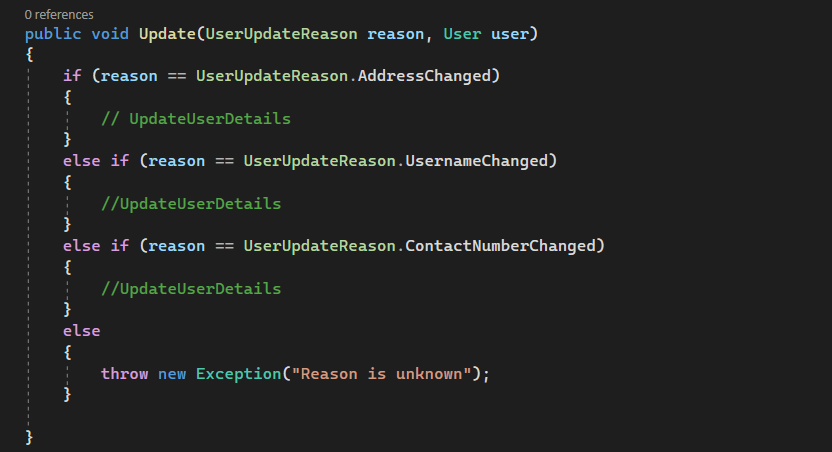 0 references
public void Update(UserUpdateReason reason, User user)
{
    if (reason == UserUpdateReason.AddressChanged)
    {
        // UpdateUserDetails
    }
    else if (reason == UserUpdateReason.UsernameChanged)
    {
        //UpdateUserDetails
    }
    else if (reason == UserUpdateReason.ContactNumberChanged)
    {
        //UpdateUserDetails
    }
    else
    {
        throw new Exception("Reason is unknown");
    }
}